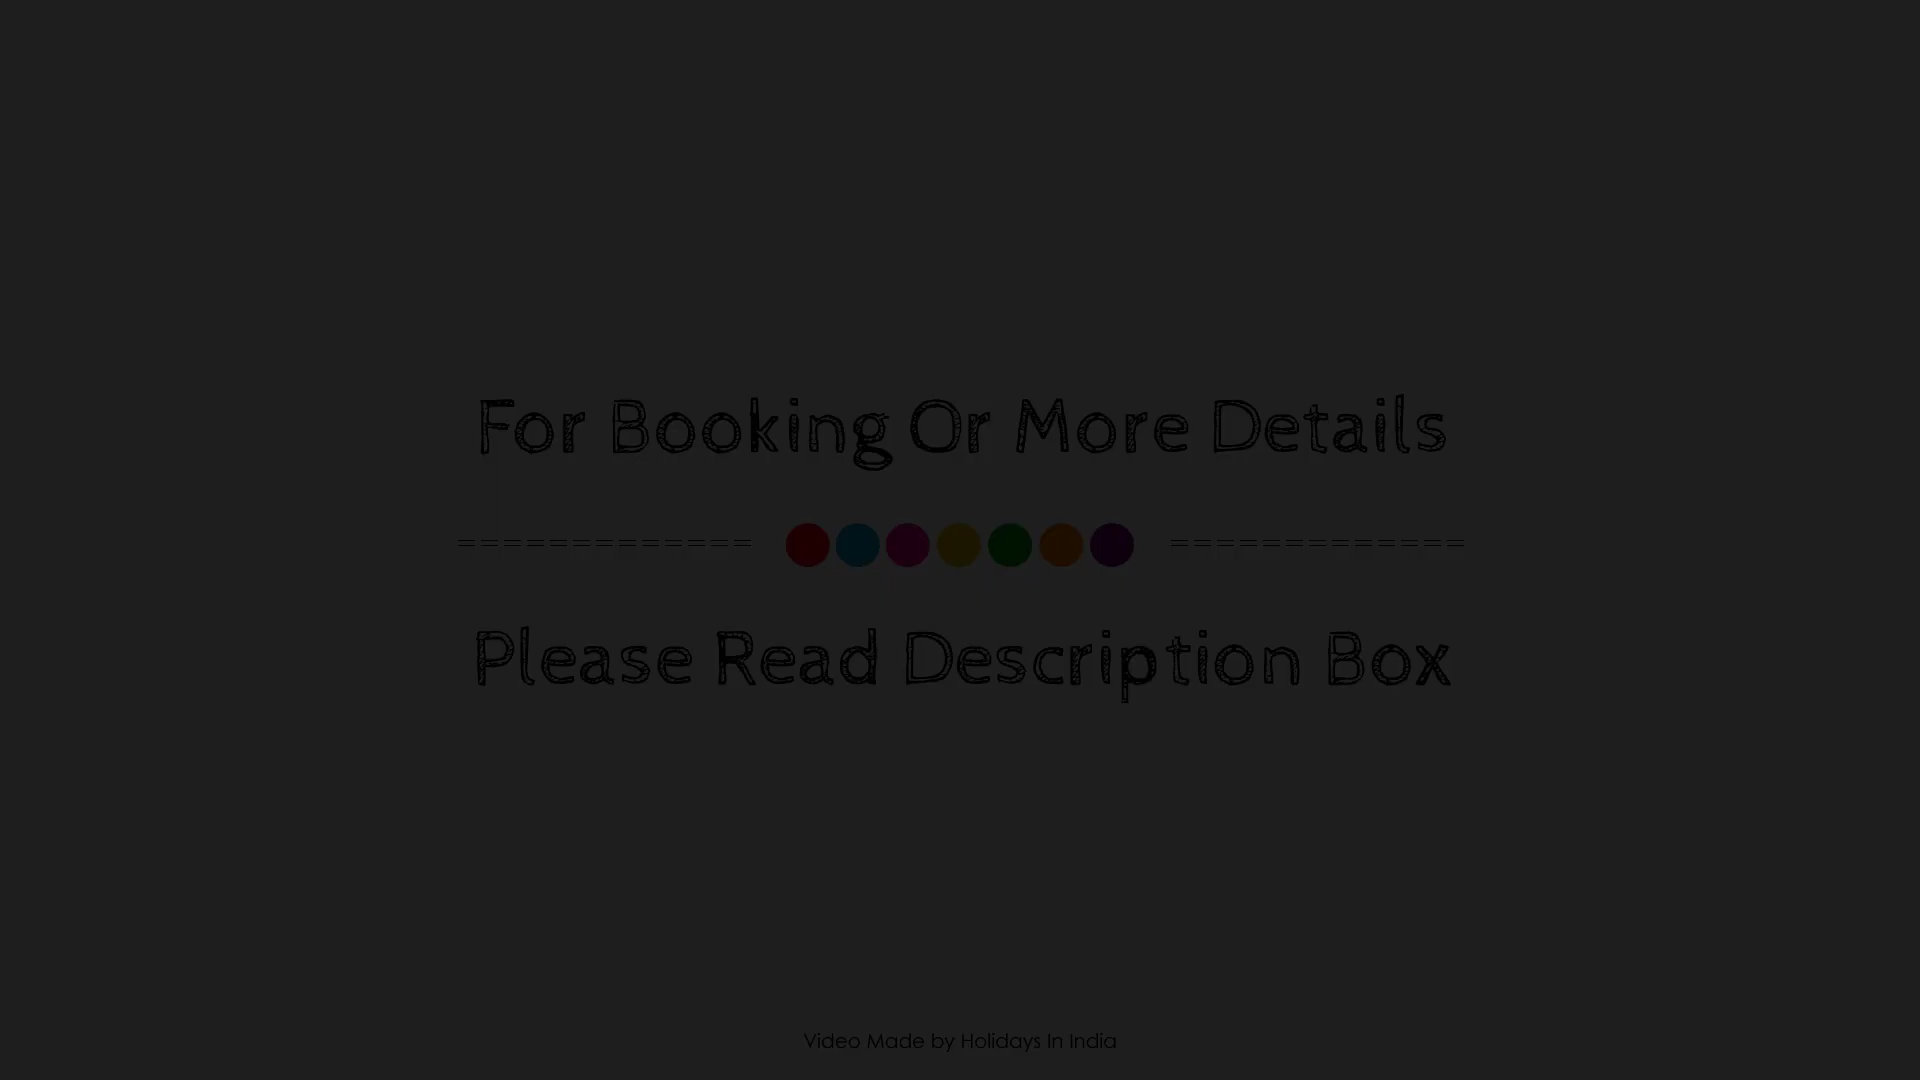 For Booking Or More Details
============= =============
Please Read Description Box
Video Made by Holidays In India